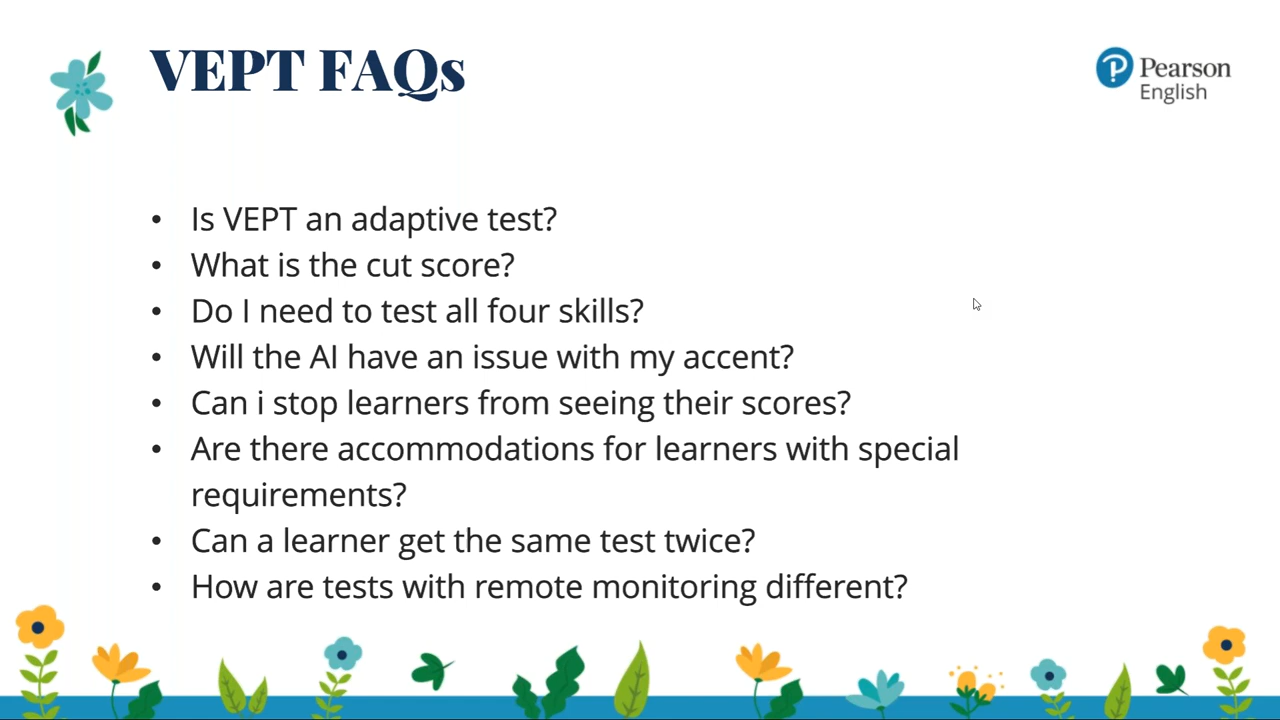 VEPT FAQs
Pearson
English
• Is VEPT an adaptive test?
• What is the cut score?
• Do I need to test all four skills?
• Will the AI have an issue with my accent?
• Can i stop learners from seeing their scores?
• Are there accommodations for learners with special
requirements?
• Can a learner get the same test twice?
• How are tests with remote monitoring different?